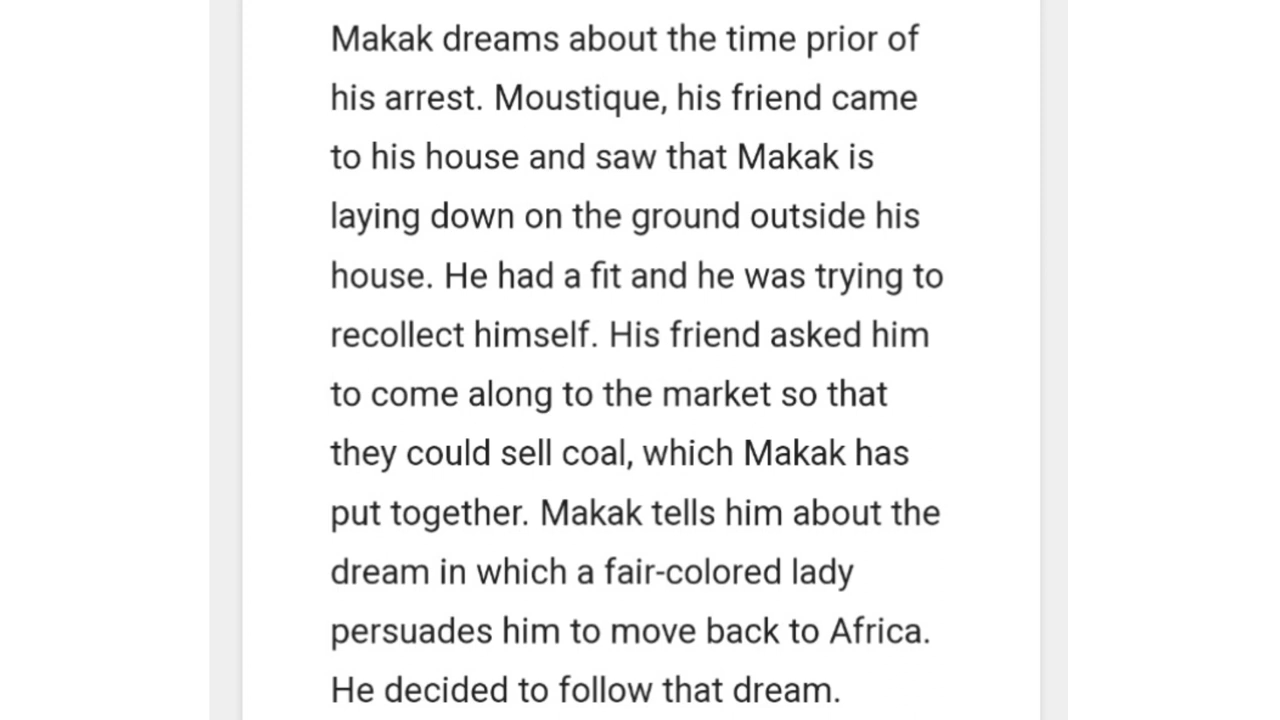 Makak dreams about the time prior of
his arrest. Moustique, his friend came
to his house and saw that Makak is
laying down on the ground outside his
house. He had a fit and he was trying to
recollect himself. His friend asked him
to come along to the market so that
they could sell coal, which Makak has
put together. Makak tells him about the
dream in which a fair-colored lady
persuades him to move back to Africa.
He decided to follow that dream.